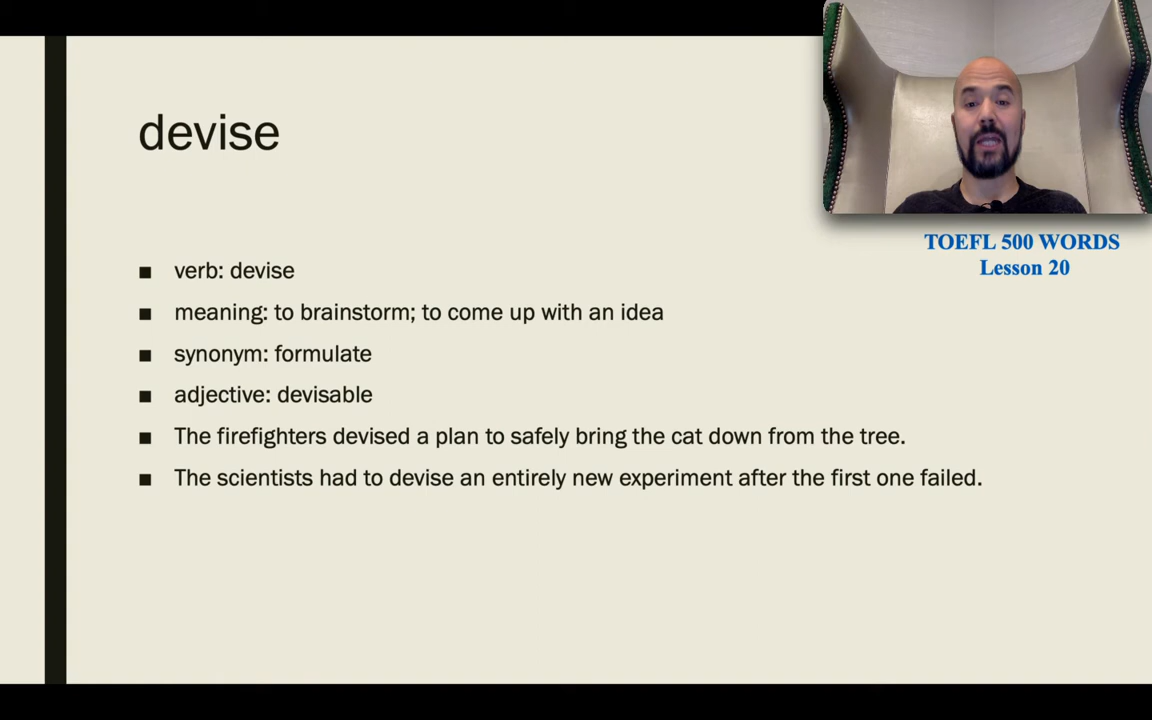 devise
TOEFL 500 WORDS
Lesson 20
verb: devise
meaning: to brainstorm; to come up with an idea
synonym: formulate
adjective: devisable
The firefighters devised a plan to safely bring the cat down from the tree.
The scientists had to devise an entirely new experiment after the first one failed.